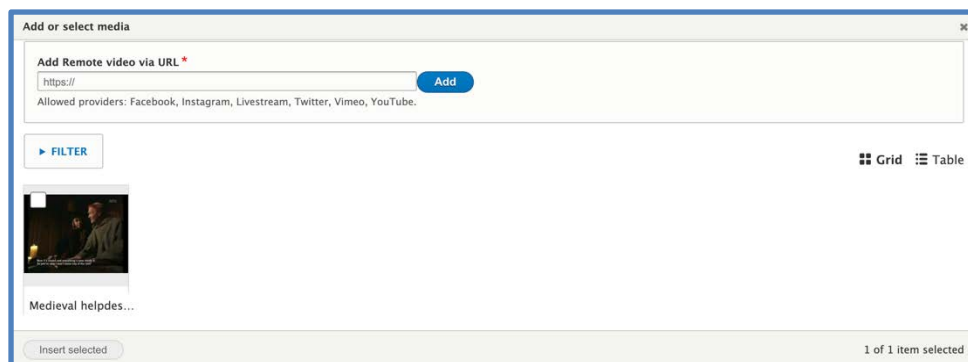 Add or select media
Add Remote video via URL*
https://
Add
Allowed providers: Facebook, Instagram, Livestream, Twitter, Vimeo, YouTube.
FILTER
Grid
Table
Medieval helpdes...
Insert selected
1 of 1 item selected